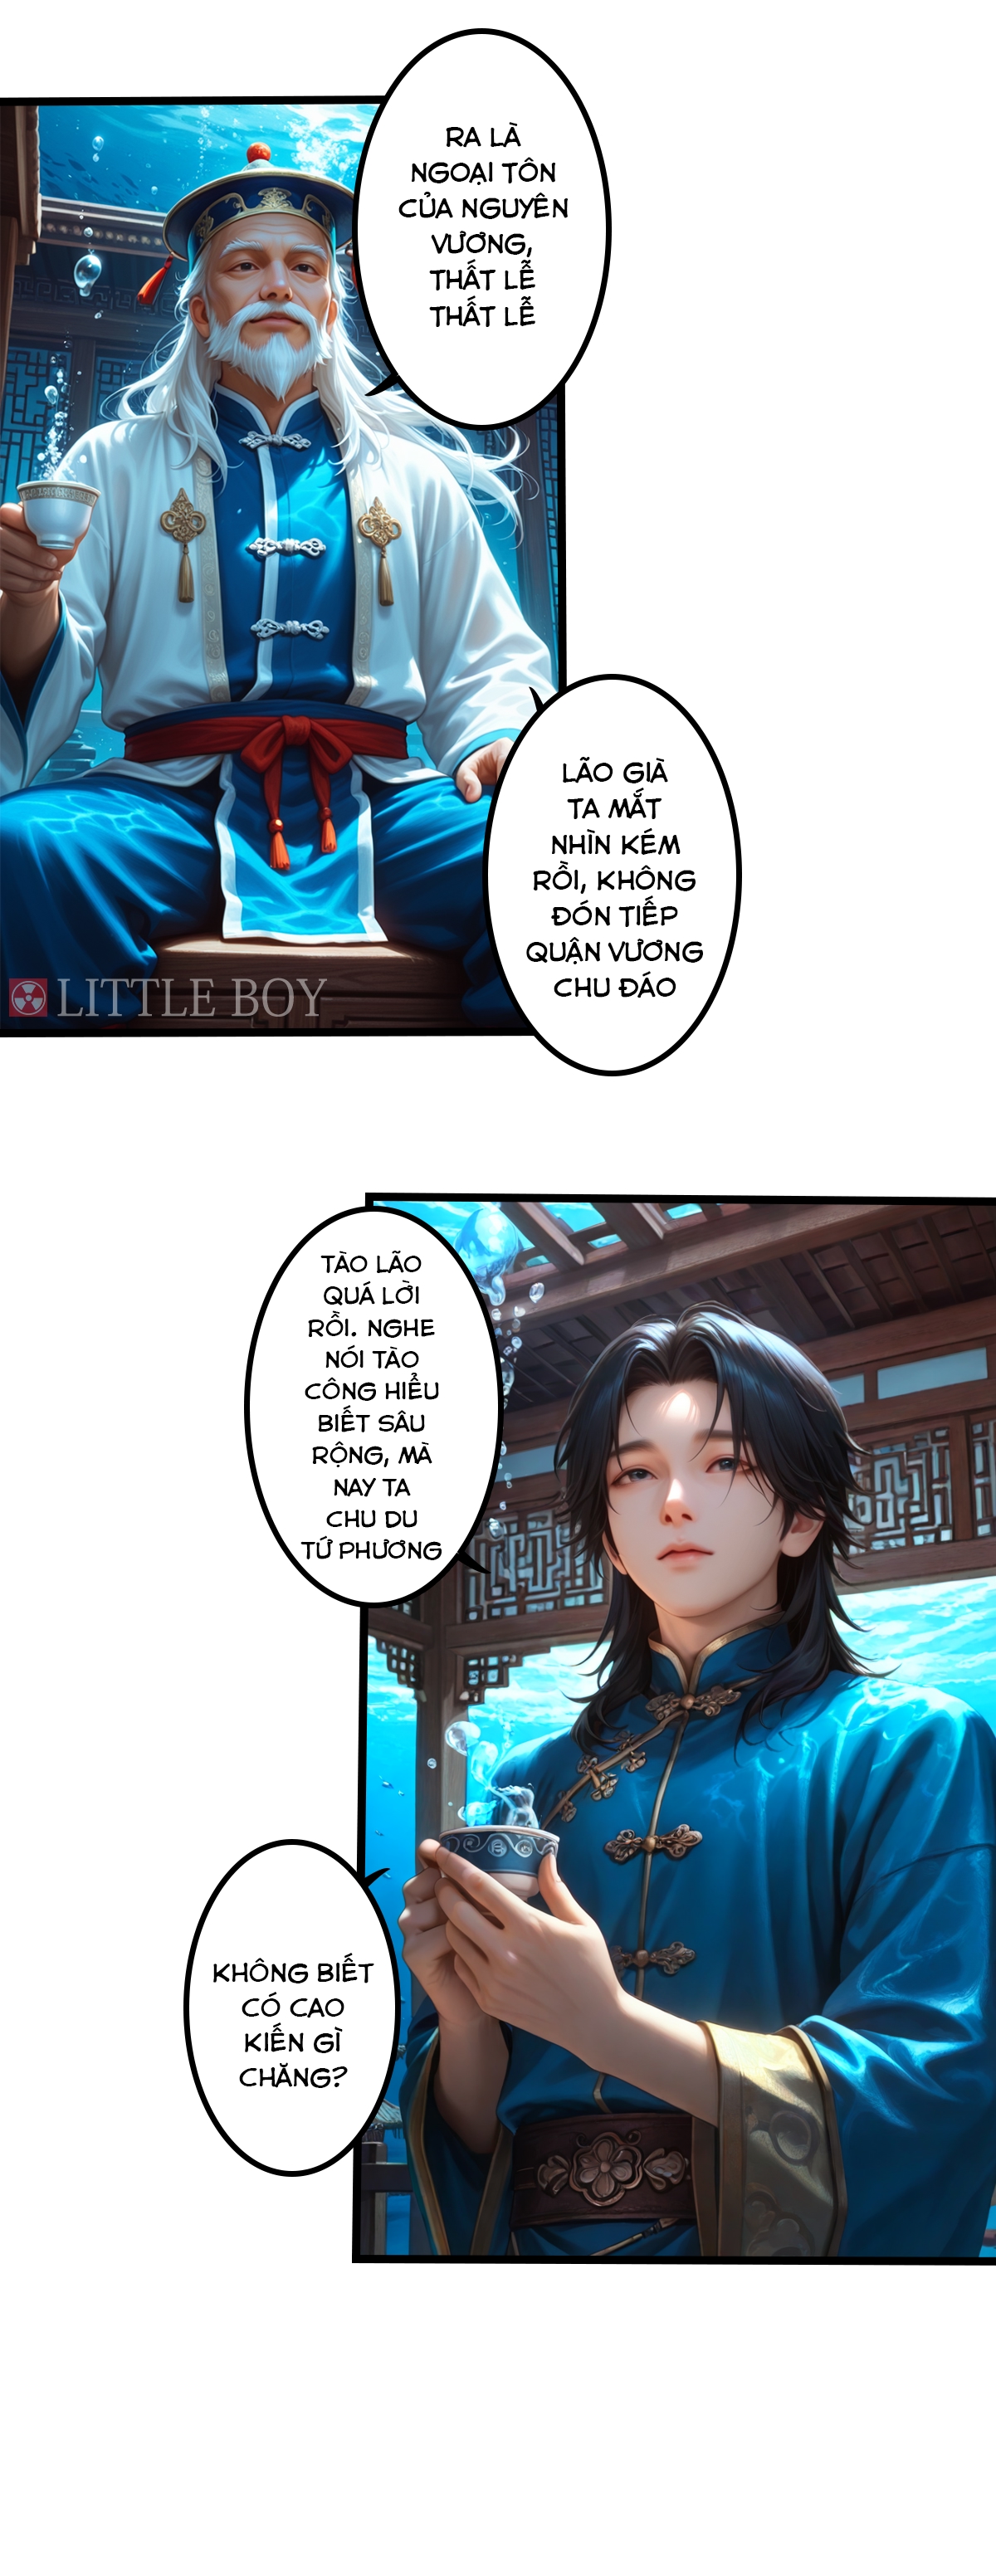 RA LÀ
NGOẠI TÔN
CỦA NGUYÊN
VƯƠNG,
THẤT LỄ
THẤT LỄ
LÃO GIÀ
TA MẮT
NHÌN KÉM
RỒI, KHÔNG
ĐÓN TIẾP
QUẬN VƯƠNG
CHU ĐÁO
LITTLE BOY
TÀO LÃO
QUÁ LỜI
RỒI. NGHE
NÓI TÀO
CÔNG HIỂU
BIẾT SÂU
RỘNG, MÀ
NAY TA
CHU DU
TỨ PHƯƠNG
KHÔNG BIẾT
CÓ CAO
KIẾN GÌ
CHĂNG?